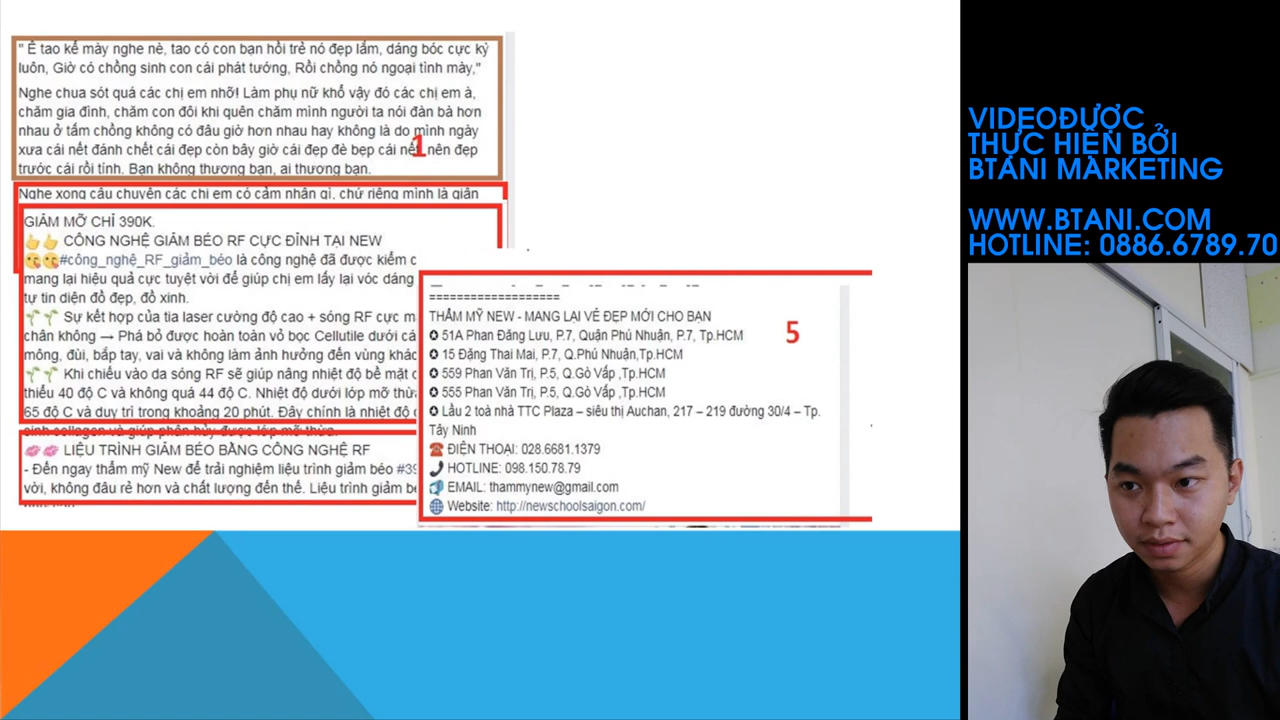 " Ê tao kể mày nghe nè, tao có con bạn hồi trẻ nó đẹp lắm, dáng bóc cực kỳ
luôn, Giờ có chồng sinh con cái phát tướng, Rồi chồng nó ngoại tình mày,"
Nghe chua sót quá các chị em nhỡ! Làm phụ nữ khổ vậy đó các chị em à,
chăm gia đình, chăm con đôi khi quên chăm mình người ta nói đàn bà hơn
nhau ở tấm chồng không có đâu giờ hơn nhau hay không là do mình ngày
xưa cái nết đánh chết cái đẹp còn bây giờ cái đẹp đè bẹp cái nết nên đẹp
trước cái rồi tính. Bạn không thương bạn, ai thương bạn.
1
Nghe xong câu chuyện các chị em có cảm nhận gì, chứ riêng mình là giận
GIẢM MỠ CHỈ 390K.
👍👍 CÔNG NGHỆ GIẢM BÉO RF CỰC ĐỈNH TẠI NEW
😘😘#công_nghệ_RF_giảm_béo là công nghệ đã được kiểm
mang lại hiệu quả cực tuyệt vời để giúp chị em lấy lại vóc dáng
tự tin diện đồ đẹp, đồ xinh.
🌱🌱 Sự kết hợp của tia laser cường độ cao + sóng RF cực
chân không → Phá bỏ được hoàn toàn vỏ bọc Cellutile dưới
mông, đùi, bắp tay, vai và không làm ảnh hưởng đến vùng
🌱🌱 Khi chiếu vào da sóng RF sẽ giúp nâng nhiệt độ bề mặt
thiểu 40 độ C và không quá 44 độ C. Nhiệt độ dưới lớp mỡ
65 độ C và duy trì trong khoảng 20 phút. Đây chính là nhiệt độ
sinh collagen và giúp phân hủy được lớp mỡ thừa.
💋💋 LIỆU TRÌNH GIẢM BÉO BẰNG CÔNG NGHỆ RF
- Đến ngay thẩm mỹ New để trải nghiệm liệu trình giảm béo #39
vời, không đâu rẻ hơn và chất lượng đến thế. Liệu trình giảm
===================
THẨM MỸ NEW - MANG LẠI VẺ ĐẸP MỚI CHO BẠN
✪ 51A Phan Đăng Lưu, P.7, Quận Phú Nhuận, P.7, Tp.HCM
5
✪ 15 Đặng Thai Mai, P.7, Q.Phú Nhuận,Tp.HCM
✪ 559 Phan Văn Trị, P.5, Q.Gò Vấp ,Tp.HCM
✪ 555 Phan Văn Trị, P.5, Q.Gò Vấp ,Tp.HCM
✪ Lầu 2 toà nhà TTC Plaza – siêu thị Auchan, 217 – 219 đường 30/4 – Tp.
Tây Ninh
☎ ĐIỆN THOẠI: 028.6681.1379
📞 HOTLINE: 098.150.78.79
📫 EMAIL: thammynew@gmail.com
🌐 Website: http://newschoolsaigon.com/
VIDEO ĐƯỢC
THỰC HIỆN BỞI
BTANI MARKETING
WWW.BTANI.COM
HOTLINE: 0886.6789.70